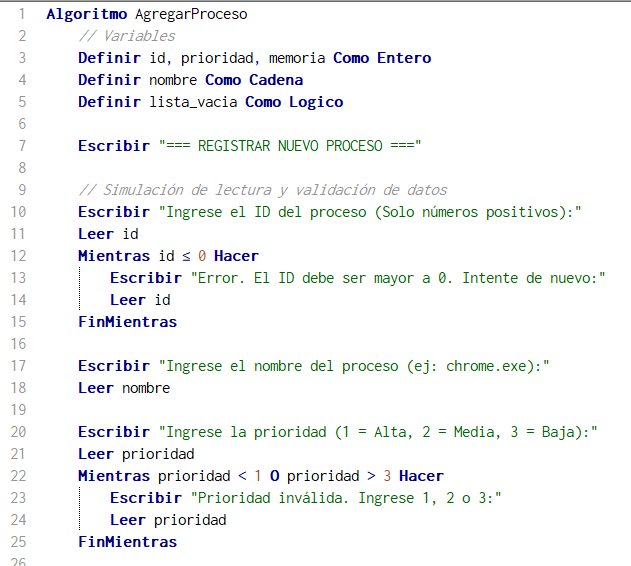 1 Algoritmo AgregarProceso
2 // Variables
3 Definir id, prioridad, memoria Como Entero
4 Definir nombre Como Cadena
5 Definir lista_vacia Como Logico
6
7 Escribir "=== REGISTRAR NUEVO PROCESO ==="
8
9 // Simulación de lectura y validación de datos
10 Escribir "Ingrese el ID del proceso (Solo números positivos):"
11 Leer id
12 Mientras id ≤ 0 Hacer
13 Escribir "Error. El ID debe ser mayor a 0. Intente de nuevo:"
14 Leer id
15 FinMientras
16
17 Escribir "Ingrese el nombre del proceso (ej: chrome.exe):"
18 Leer nombre
19
20 Escribir "Ingrese la prioridad (1 = Alta, 2 = Media, 3 = Baja):"
21 Leer prioridad
22 Mientras prioridad < 1 O prioridad > 3 Hacer
23 Escribir "Prioridad inválida. Ingrese 1, 2 o 3:"
24 Leer prioridad
25 FinMientras
26